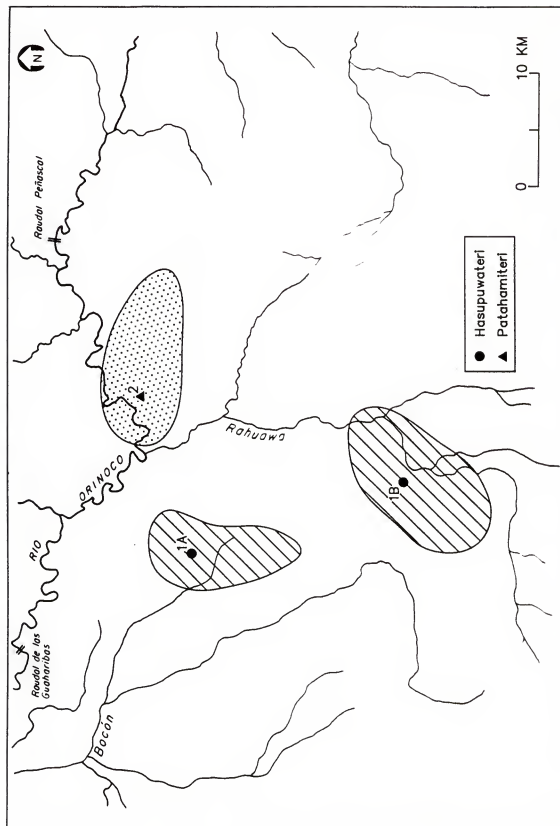 N
Raudal Peñascal
RIO
ORINOCO
Raudal de las
Guaharibas
2
1A
Rahuawa
1B
Bocón
● Hasupuwateri
▲ Patahamiteri
0 10 KM